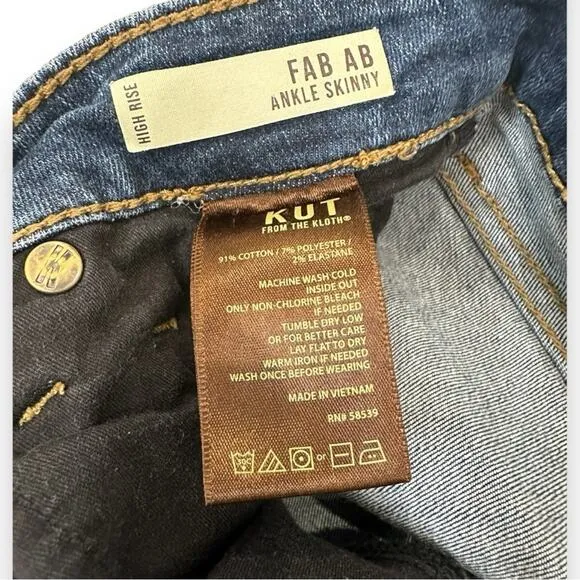 HIGH RISE
FAB AB
ANKLE SKINNY
KUT
FROM THE KLOTH®
91% COTTON / 7% POLYESTER /
2% ELASTANE
MACHINE WASH COLD
INSIDE OUT
ONLY NON-CHLORINE BLEACH
IF NEEDED
TUMBLE DRY LOW
OR FOR BETTER CARE
LAY FLAT TO DRY
WARM IRON IF NEEDED
WASH ONCE BEFORE WEARING
MADE IN VIETNAM
RN# 58539
or